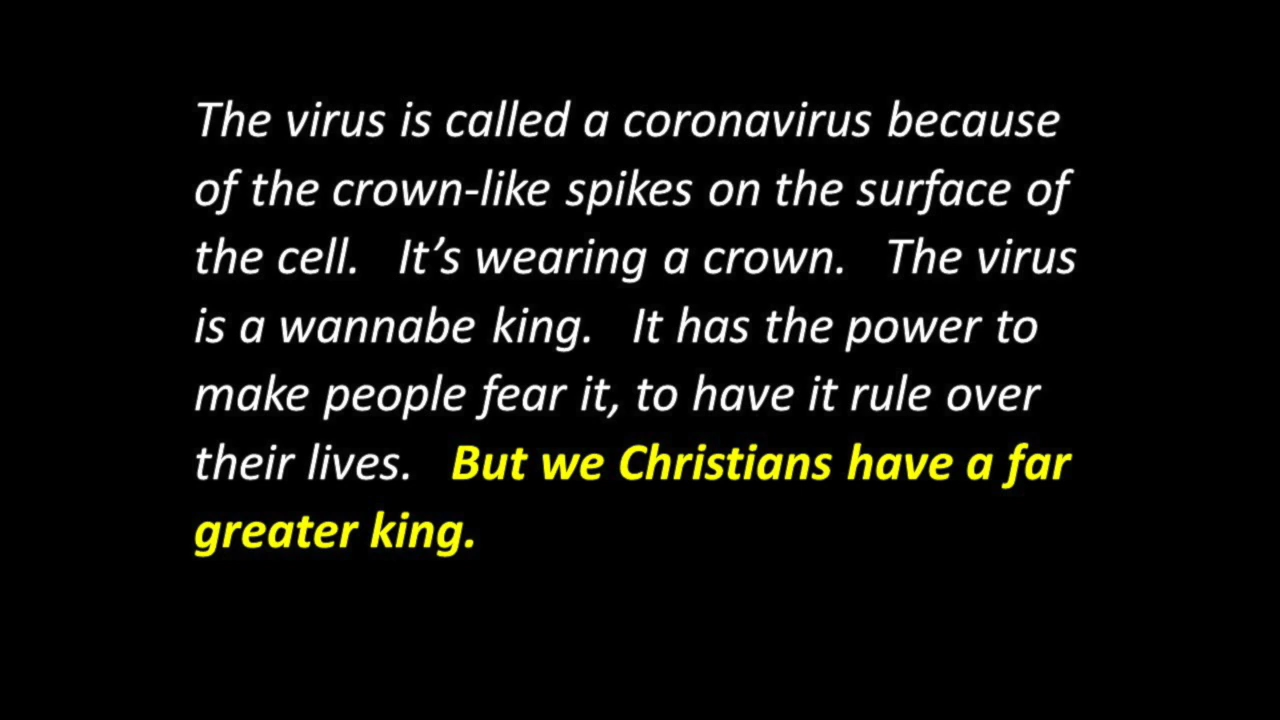 The virus is called a coronavirus because
of the crown-like spikes on the surface of
the cell.   It’s wearing a crown.   The virus
is a wannabe king.   It has the power to
make people fear it, to have it rule over
their lives.   But we Christians have a far
greater king.